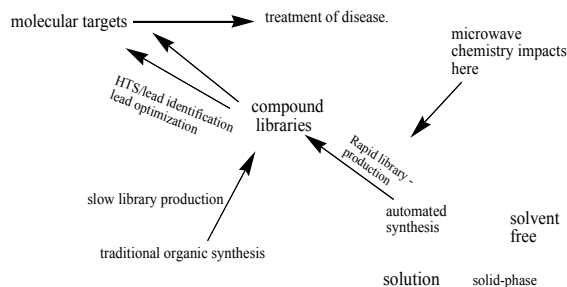 molecular targets
treatment of disease.
microwave
chemistry impacts
here
HTS/lead identification
lead optimization
compound
libraries
Rapid library -
production
slow library production
automated
synthesis
solvent
free
traditional organic synthesis
solution
solid-phase